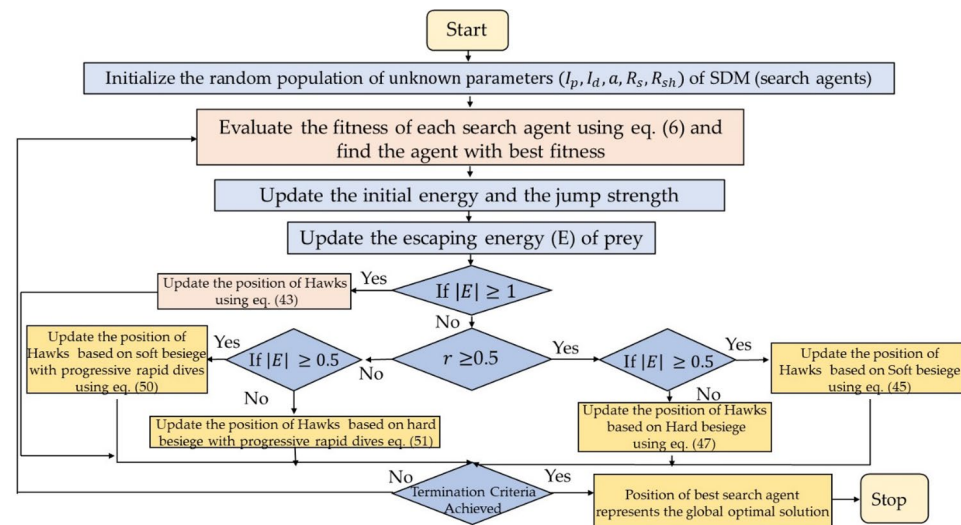 Start
Initialize the random population of unknown parameters (I_p, I_d, a, R_s, R_sh) of SDM (search agents)
Evaluate the fitness of each search agent using eq. (6) and
find the agent with best fitness
Update the initial energy and the jump strength
Update the escaping energy (E) of prey
Update the position of Hawks
using eq. (43)
Yes
If |E| ≥ 1
No
Update the position of
Hawks based on soft besiege
with progressive rapid dives
using eq. (50)
Yes
If |E| ≥ 0.5
No
r ≥0.5
Yes
If |E| ≥ 0.5
Yes
Update the position of
Hawks based on Soft besiege
using eq. (45)
No
No
Update the position of Hawks based on hard
besiege with progressive rapid dives eq. (51)
Update the position of Hawks
based on Hard besiege
using eq. (47)
No
Termination Criteria
Achieved
Yes
Position of best search agent
represents the global optimal solution
Stop